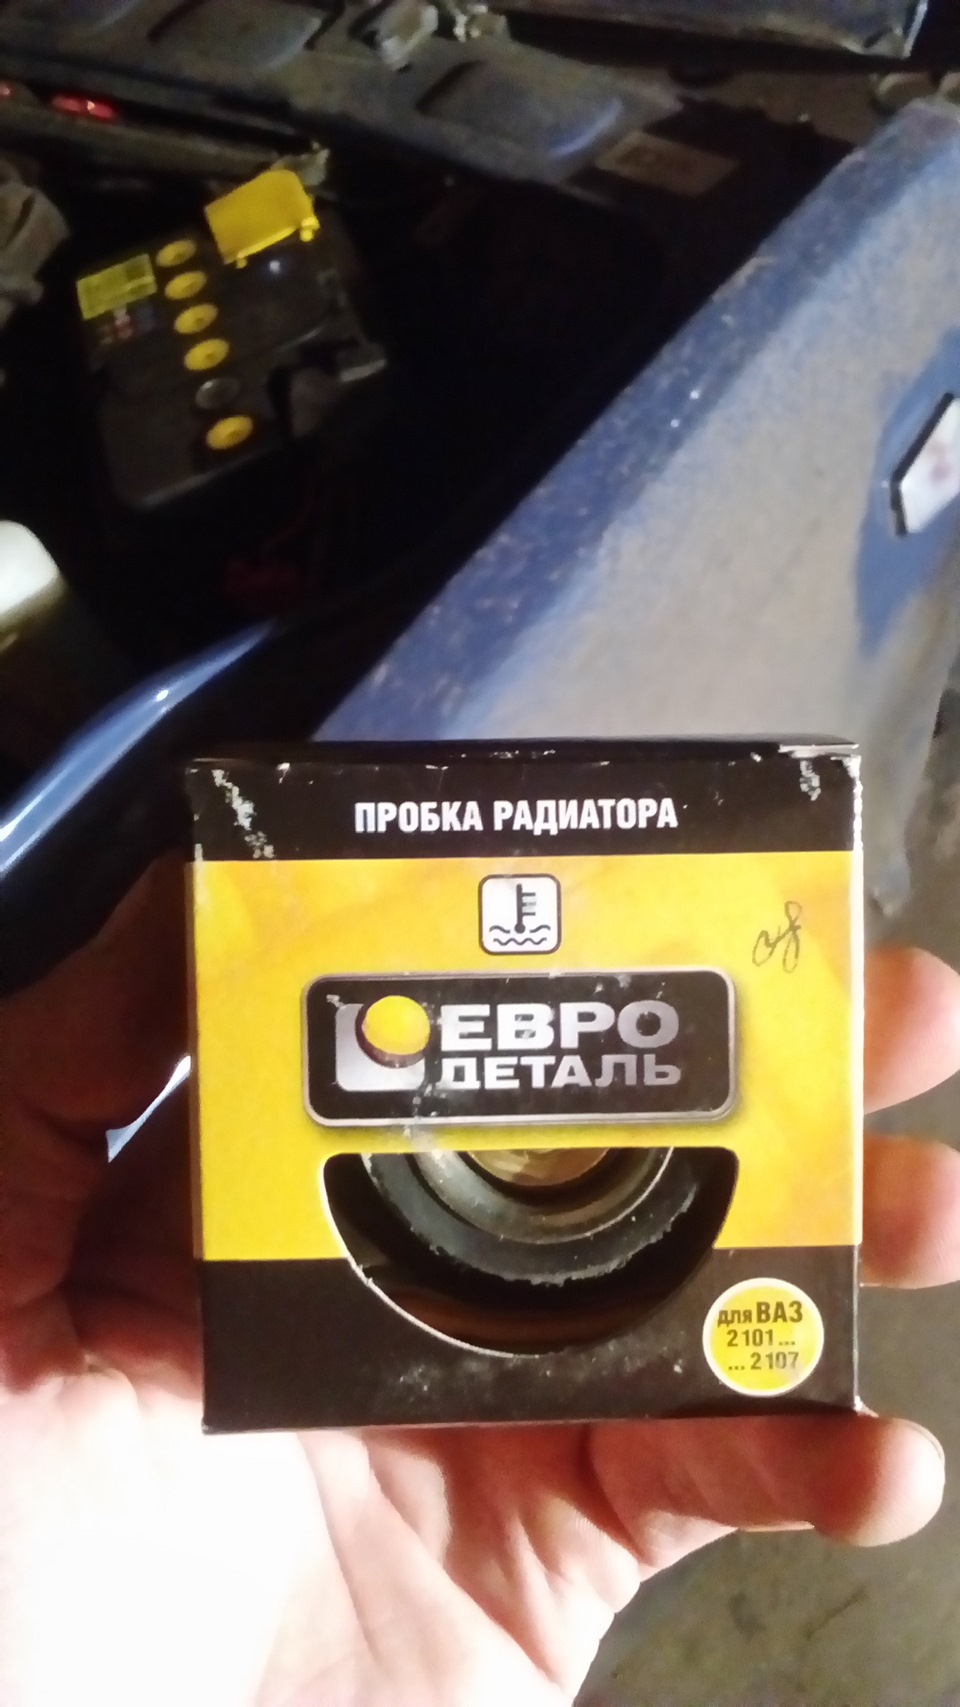 ПРОБКА РАДИАТОРА
ЕВРО
ДЕТАЛЬ
для ВАЗ
2101...
...2107